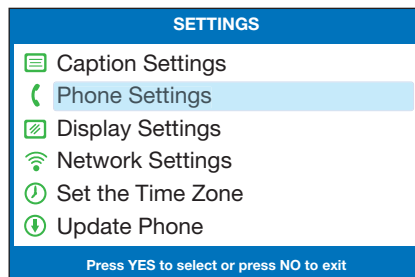 SETTINGS
Caption Settings
Phone Settings
Display Settings
Network Settings
Set the Time Zone
Update Phone
Press YES to select or press NO to exit